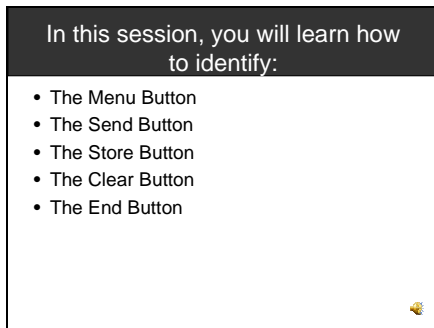 In this session, you will learn how
to identify:
• The Menu Button
• The Send Button
• The Store Button
• The Clear Button
• The End Button